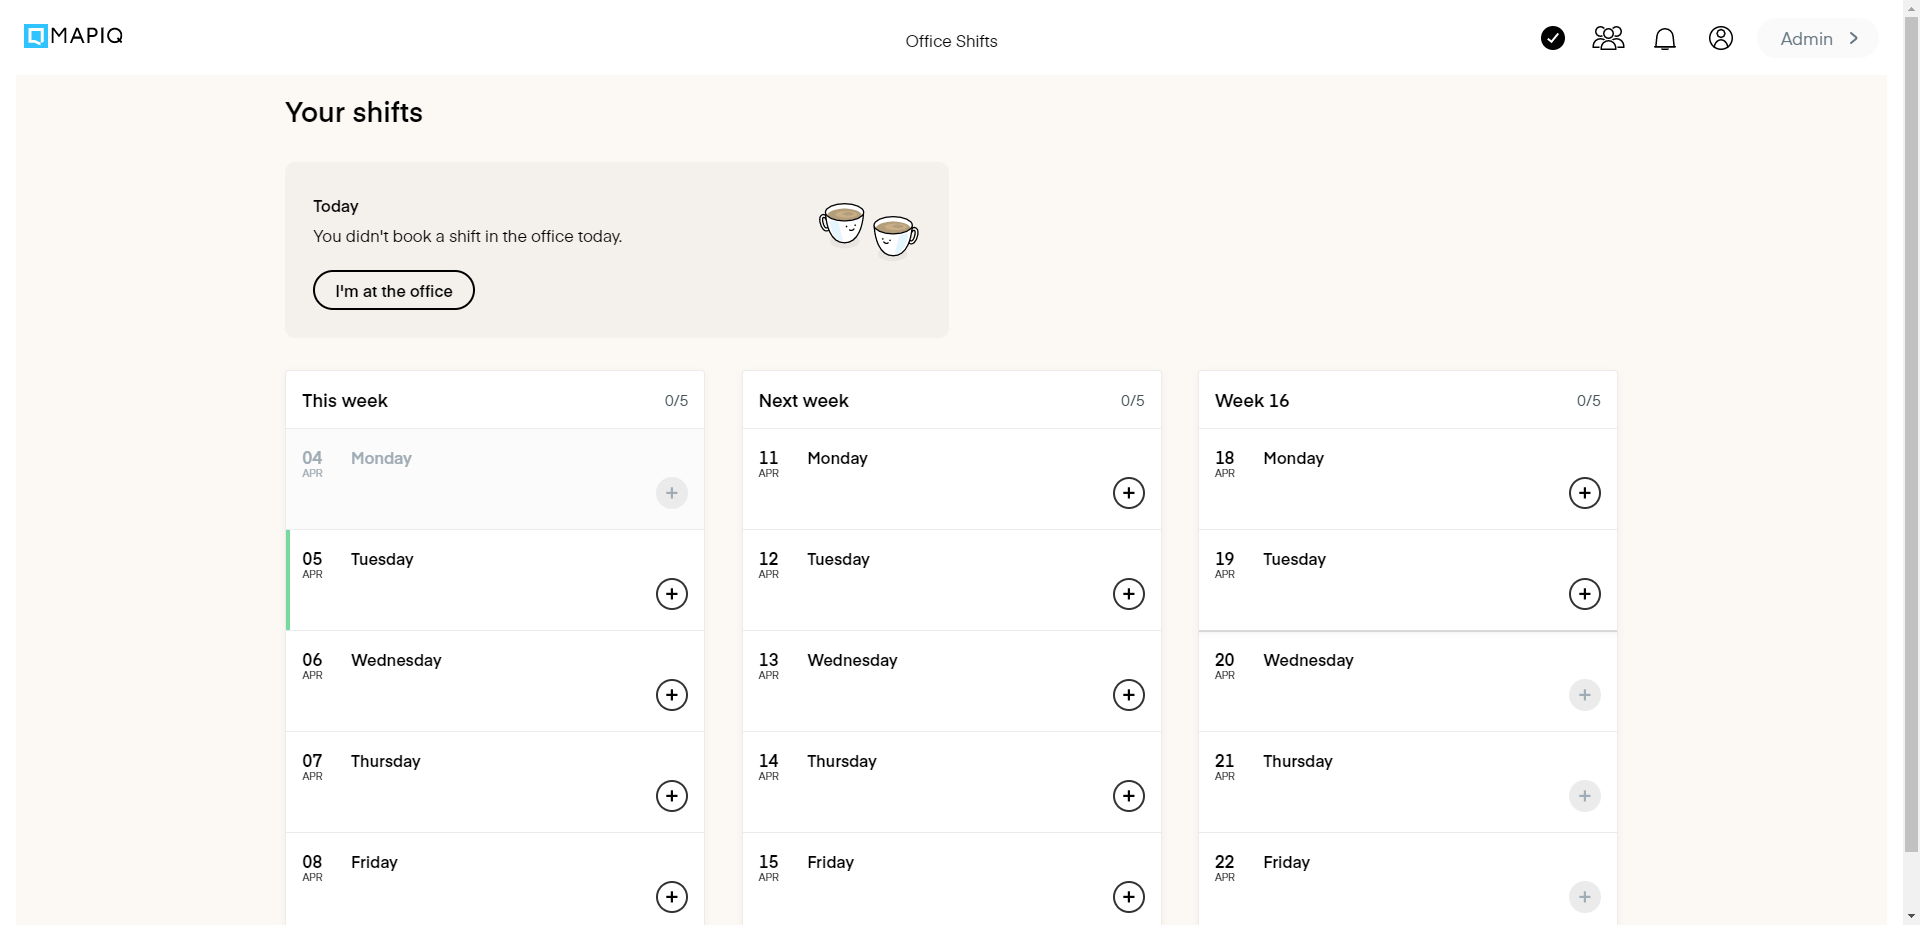 MAPIQ
Office Shifts
Admin
Your shifts
Today
You didn't book a shift in the office today.
I'm at the office
This week 0/5
04 Monday
APR
05 Tuesday
APR
06 Wednesday
APR
07 Thursday
APR
08 Friday
APR
Next week 0/5
11 Monday
APR
12 Tuesday
APR
13 Wednesday
APR
14 Thursday
APR
15 Friday
APR
Week 16 0/5
18 Monday
APR
19 Tuesday
APR
20 Wednesday
APR
21 Thursday
APR
22 Friday
APR